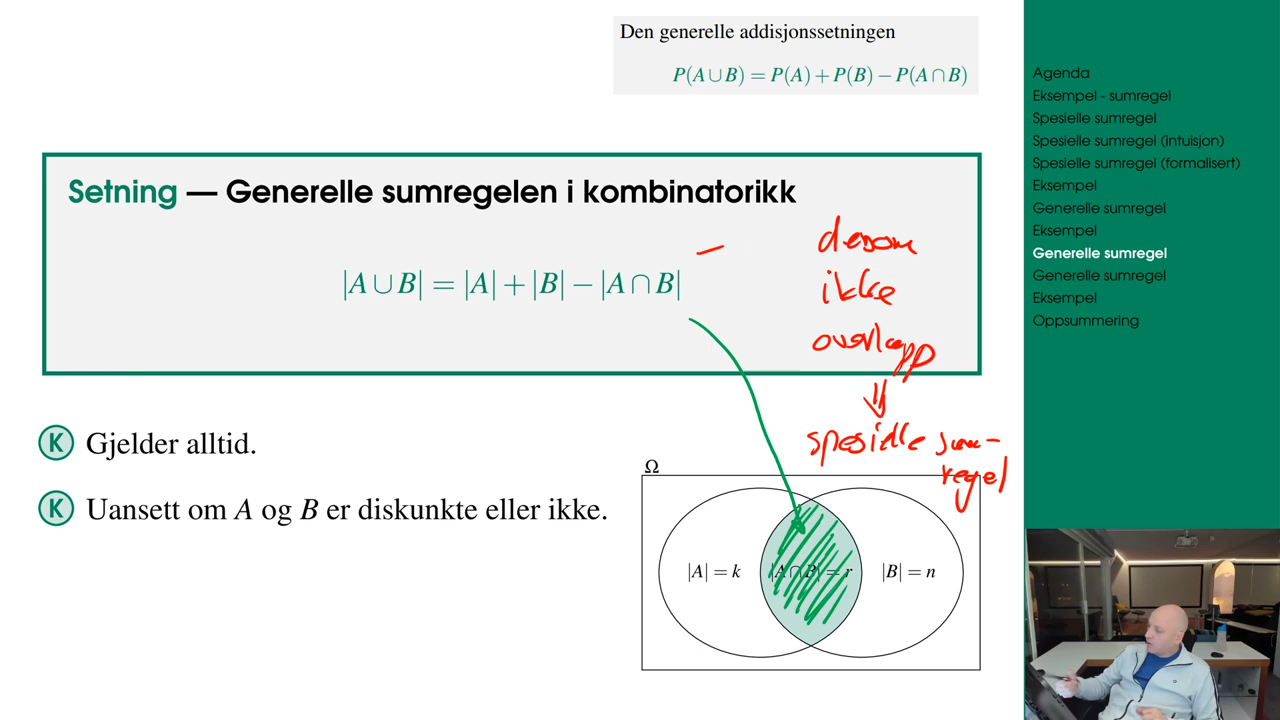 Den generelle addisjonssetningen
P(A ∪ B) = P(A) + P(B) − P(A ∩ B)
Setning — Generelle sumregelen i kombinatorikk
|A ∪ B| = |A| + |B| − |A ∩ B|
dersom
ikke
overlapp
⇓
spesielle sum-
regel
K Gjelder alltid.
K Uansett om A og B er diskunkte eller ikke.
Ω
|A| = k
|A ∩ B| = r
|B| = n
Agenda
Eksempel - sumregel
Spesielle sumregel
Spesielle sumregel (intuisjon)
Spesielle sumregel (formalisert)
Eksempel
Generelle sumregel
Eksempel
Generelle sumregel
Generelle sumregel
Eksempel
Oppsummering